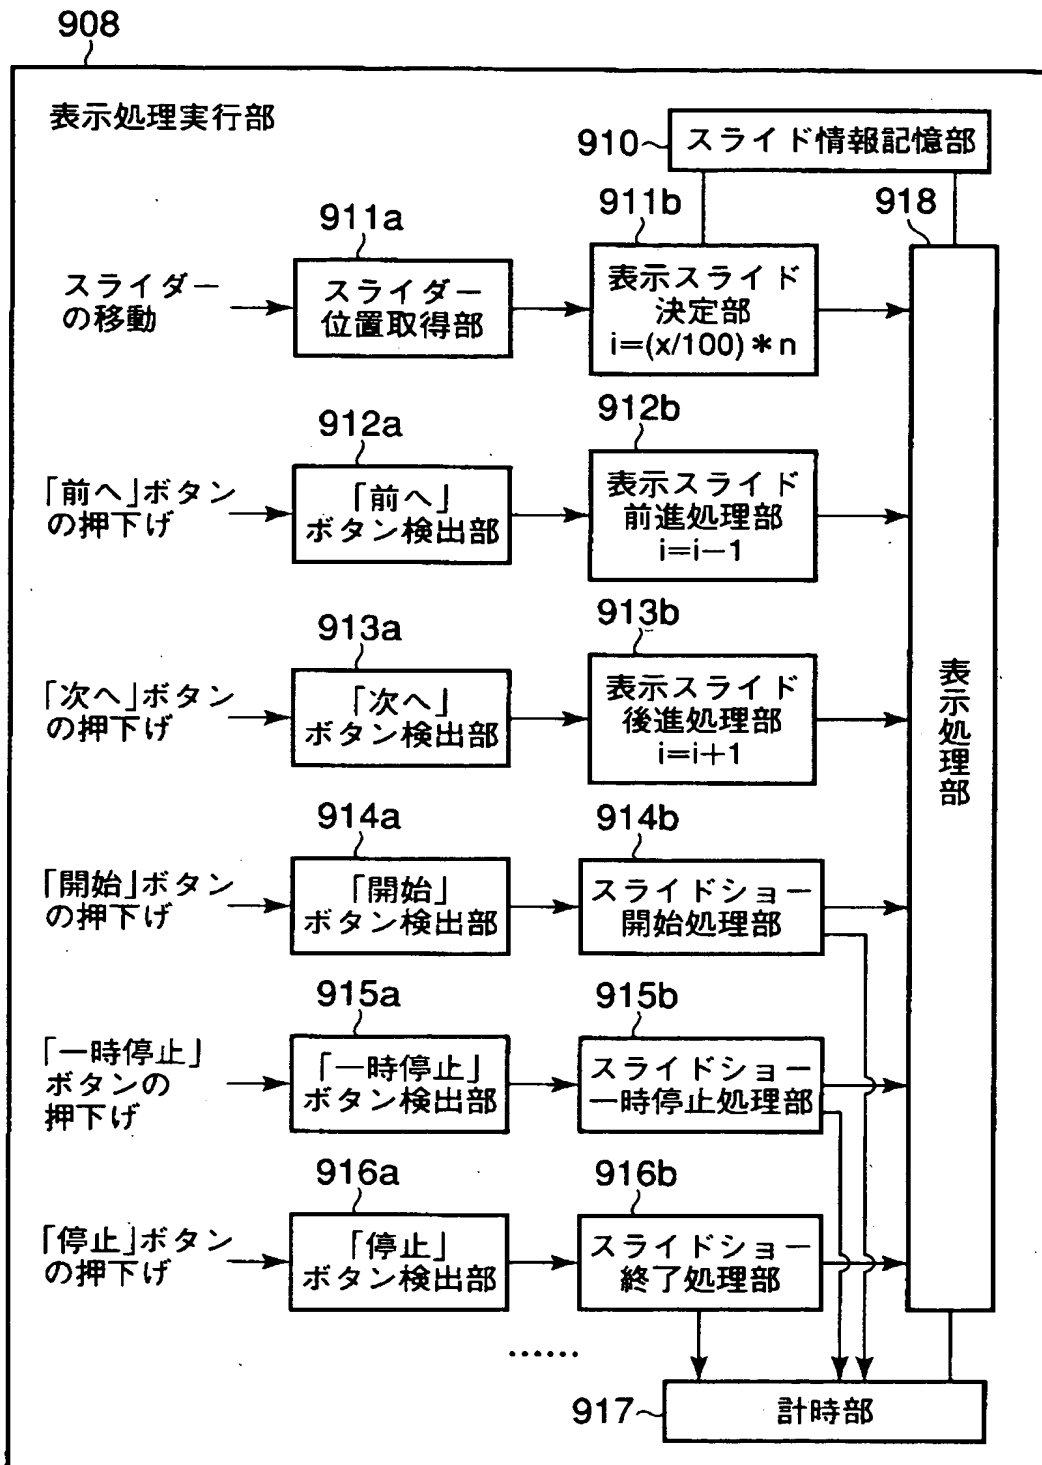 908
表示処理実行部
910
スライド情報記憶部
918
911a
911b
スライダー
の移動
スライダー
位置取得部
表示スライド
決定部
i=(x/100)*n
912a
912b
「前へ」ボタン
の押下げ
「前へ」
ボタン検出部
表示スライド
前進処理部
i=i−1
913a
913b
「次へ」ボタン
の押下げ
「次へ」
ボタン検出部
表示スライド
後進処理部
i=i+1
表示処理部
914a
914b
「開始」ボタン
の押下げ
「開始」
ボタン検出部
スライドショー
開始処理部
915a
915b
「一時停止」
ボタンの
押下げ
「一時停止」
ボタン検出部
スライドショー
一時停止処理部
916a
916b
「停止」ボタン
の押下げ
「停止」
ボタン検出部
スライドショー
終了処理部
……
917
計時部